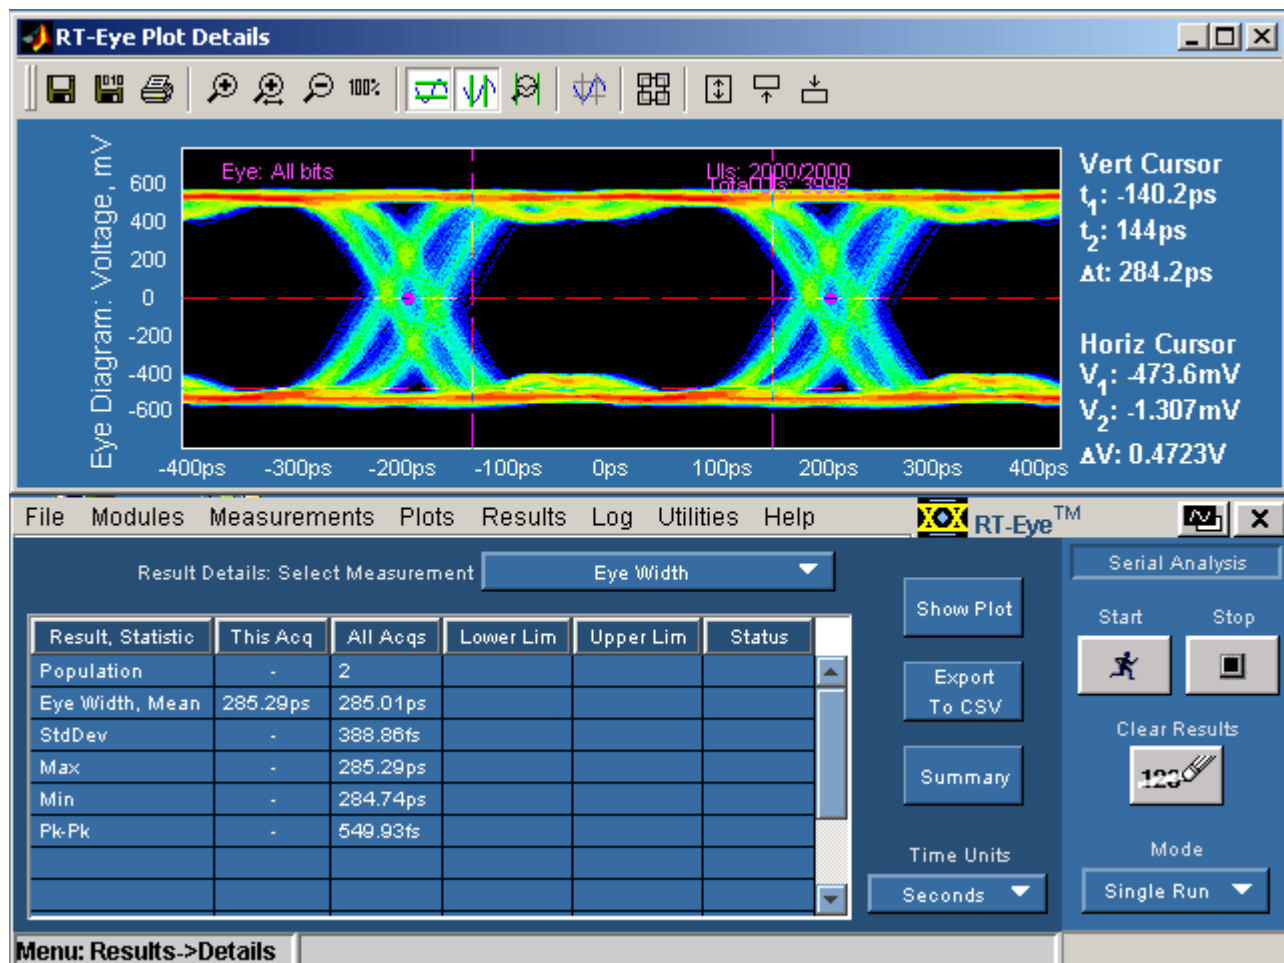 RT-Eye Plot Details
100%
Eye Diagram: Voltage, mV
600
400
200
0
-200
-400
-600
Eye: All bits
UIs: 2000/2000
Total UIs: 3998
-400ps -300ps -200ps -100ps 0ps 100ps 200ps 300ps 400ps
Vert Cursor
t1: -140.2ps
t2: 144ps
Δt: 284.2ps
Horiz Cursor
V1: -473.6mV
V2: -1.307mV
ΔV: 0.4723V
File Modules Measurements Plots Results Log Utilities Help RT-Eye™
Result Details: Select Measurement Eye Width
Result, Statistic This Acq All Acqs Lower Lim Upper Lim Status
Population - 2
Eye Width, Mean 285.29ps 285.01ps
StdDev - 388.86fs
Max - 285.29ps
Min - 284.74ps
Pk-Pk - 549.93fs
Show Plot
Export
To CSV
Summary
Time Units
Seconds
Serial Analysis
Start Stop
Clear Results
123
Mode
Single Run
Menu: Results->Details